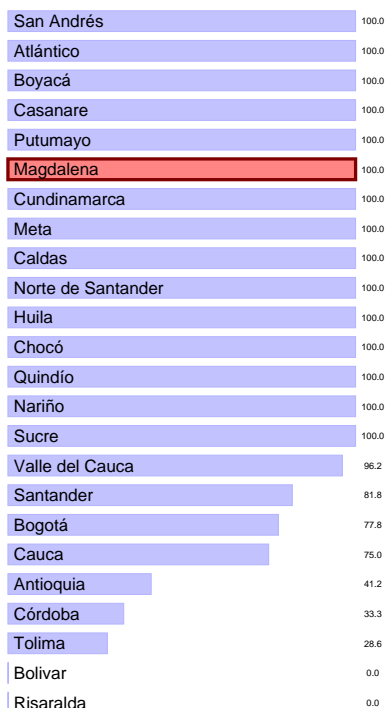 San Andrés 100.0
Atlántico 100.0
Boyacá 100.0
Casanare 100.0
Putumayo 100.0
Magdalena 100.0
Cundinamarca 100.0
Meta 100.0
Caldas 100.0
Norte de Santander 100.0
Huila 100.0
Chocó 100.0
Quindío 100.0
Nariño 100.0
Sucre 100.0
Valle del Cauca 96.2
Santander 81.8
Bogotá 77.8
Cauca 75.0
Antioquia 41.2
Córdoba 33.3
Tolima 28.6
Bolivar 0.0
Risaralda 0.0